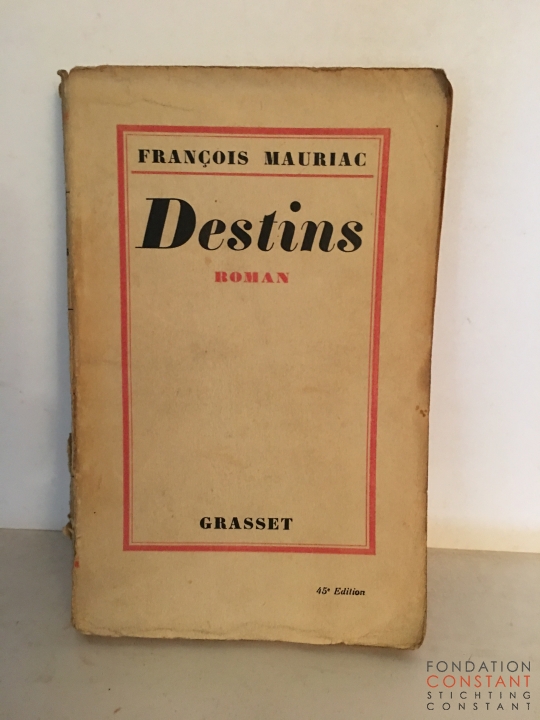 FRANÇOIS MAURIAC
Destins
ROMAN
GRASSET
45e Edition
FONDATION
CONSTANT
STICHTING
CONSTANT